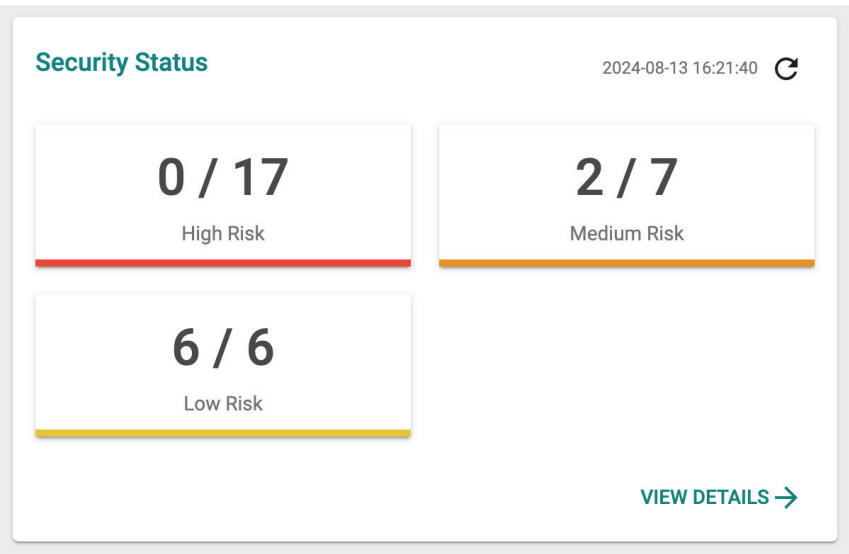 Security Status
2024-08-13 16:21:40
0 / 17
High Risk
2 / 7
Medium Risk
6 / 6
Low Risk
VIEW DETAILS